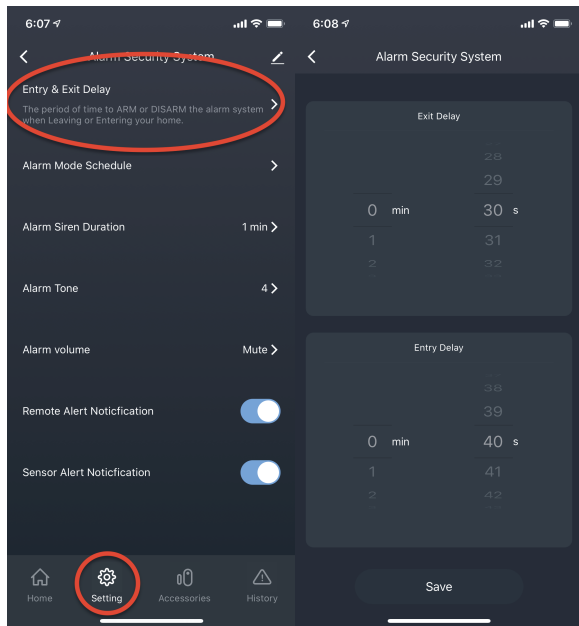 6:07
Alarm Security System
Entry & Exit Delay
The period of time to ARM or DISARM the alarm system
when Leaving or Entering your home.
Alarm Mode Schedule
Alarm Siren Duration 1 min
Alarm Tone 4
Alarm volume Mute
Remote Alert Noticfication
Sensor Alert Noticfication
Home Setting Accessories History
6:08
Alarm Security System
Exit Delay
28
29
0 min 30 s
1 31
2 32
Entry Delay
38
39
0 min 40 s
1 41
2 42
Save